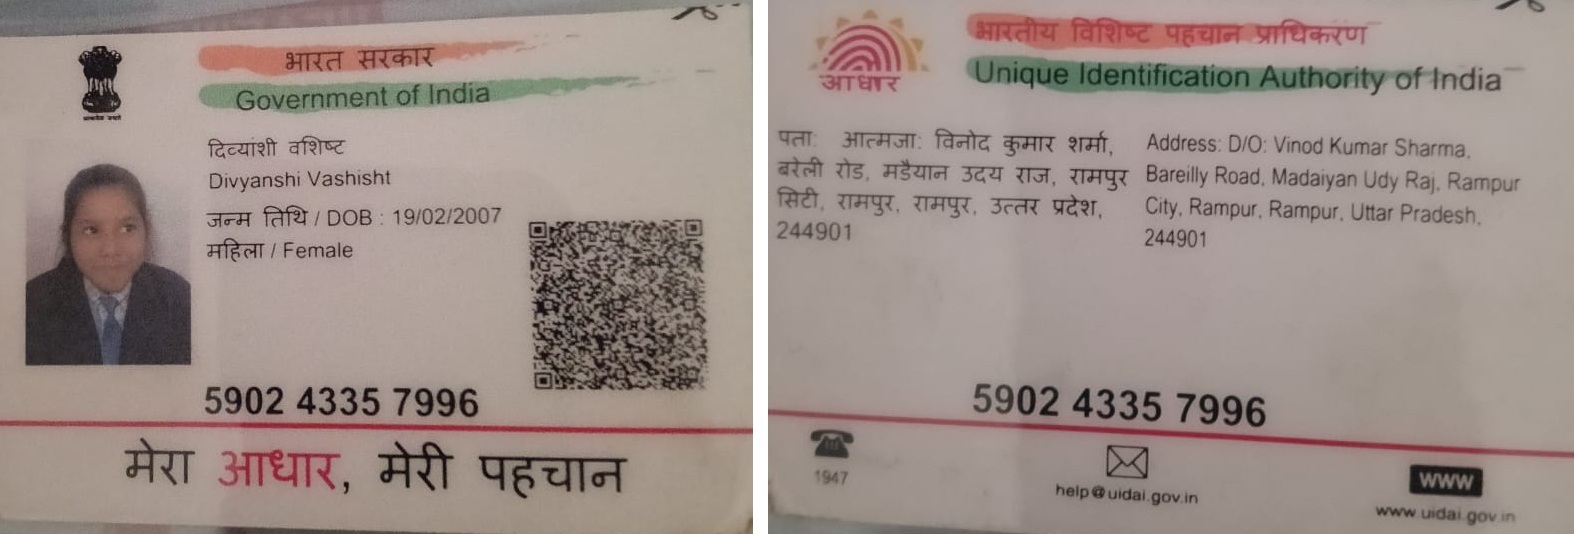 भारत सरकार
Government of India
दिव्यांशी वशिष्ट
Divyanshi Vashisht
जन्म तिथि / DOB : 19/02/2007
महिला / Female
5902 4335 7996
मेरा आधार, मेरी पहचान
आधार
भारतीय विशिष्ट पहचान प्राधिकरण
Unique Identification Authority of India
पता: आत्मजा: विनोद कुमार शर्मा,
बरेली रोड, मडैयान उदय राज, रामपुर
सिटी, रामपुर, रामपुर, उत्तर प्रदेश,
244901
Address: D/O: Vinod Kumar Sharma,
Bareilly Road, Madaiyan Udy Raj, Rampur
City, Rampur, Rampur, Uttar Pradesh,
244901
5902 4335 7996
1947
help@uidai.gov.in
www
www.uidai.gov.in